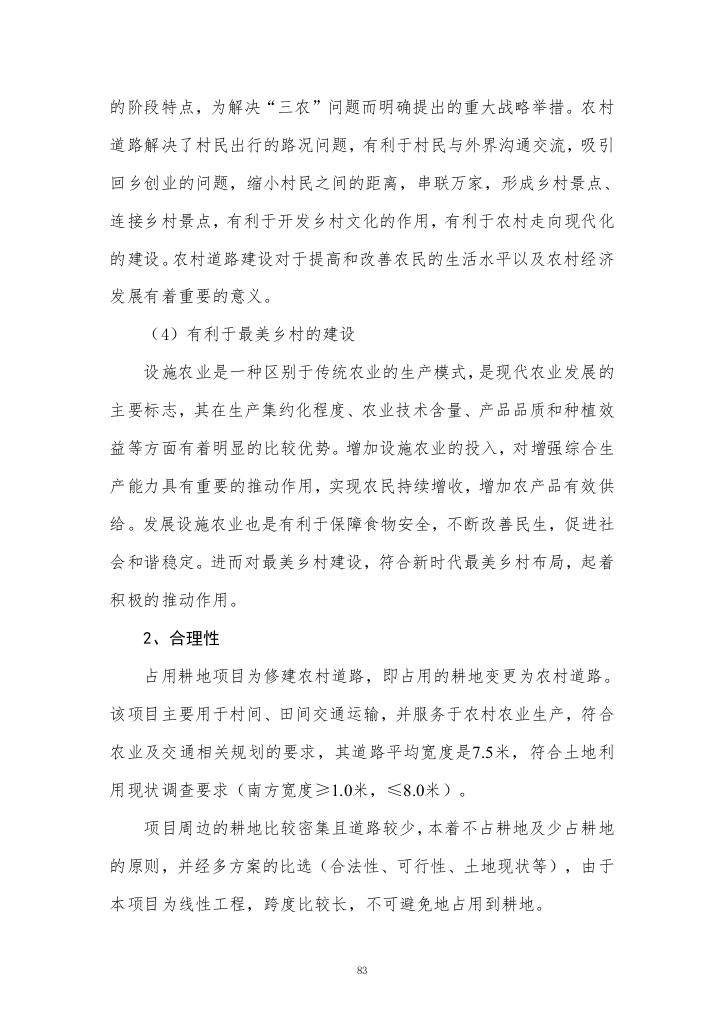 的阶段特点，为解决“三农”问题而明确提出的重大战略举措。农村
道路解决了村民出行的路况问题，有利于村民与外界沟通交流，吸引
回乡创业的问题，缩小村民之间的距离，串联万家，形成乡村景点、
连接乡村景点，有利于开发乡村文化的作用，有利于农村走向现代化
的建设。农村道路建设对于提高和改善农民的生活水平以及农村经济
发展有着重要的意义。
（4）有利于最美乡村的建设
设施农业是一种区别于传统农业的生产模式，是现代农业发展的
主要标志，其在生产集约化程度、农业技术含量、产品品质和种植效
益等方面有着明显的比较优势。增加设施农业的投入，对增强综合生
产能力具有重要的推动作用，实现农民持续增收，增加农产品有效供
给。发展设施农业也是有利于保障食物安全，不断改善民生，促进社
会和谐稳定。进而对最美乡村建设，符合新时代最美乡村布局，起着
积极的推动作用。
2、合理性
占用耕地项目为修建农村道路，即占用的耕地变更为农村道路。
该项目主要用于村间、田间交通运输，并服务于农村农业生产，符合
农业及交通相关规划的要求，其道路平均宽度是7.5米，符合土地利
用现状调查要求（南方宽度≥1.0米，≤8.0米）。
项目周边的耕地比较密集且道路较少，本着不占耕地及少占耕地
的原则，并经多方案的比选（合法性、可行性、土地现状等），由于
本项目为线性工程，跨度比较长，不可避免地占用到耕地。
83